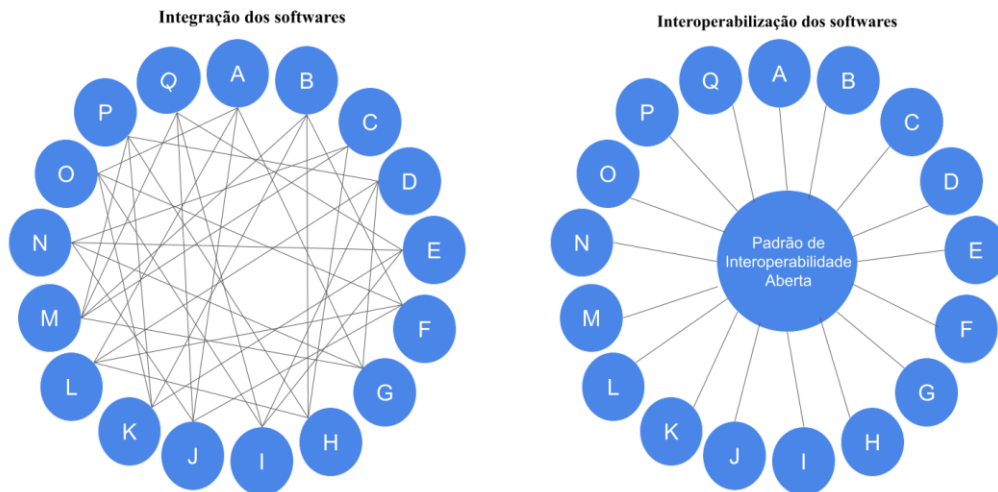 Integração dos softwares
Q
A
B
C
D
E
F
G
H
I
J
K
L
M
N
O
P
Interoperabilização dos softwares
Q
A
B
C
D
E
F
G
H
I
J
K
L
M
N
O
P
Padrão de
Interoperabilidade
Aberta